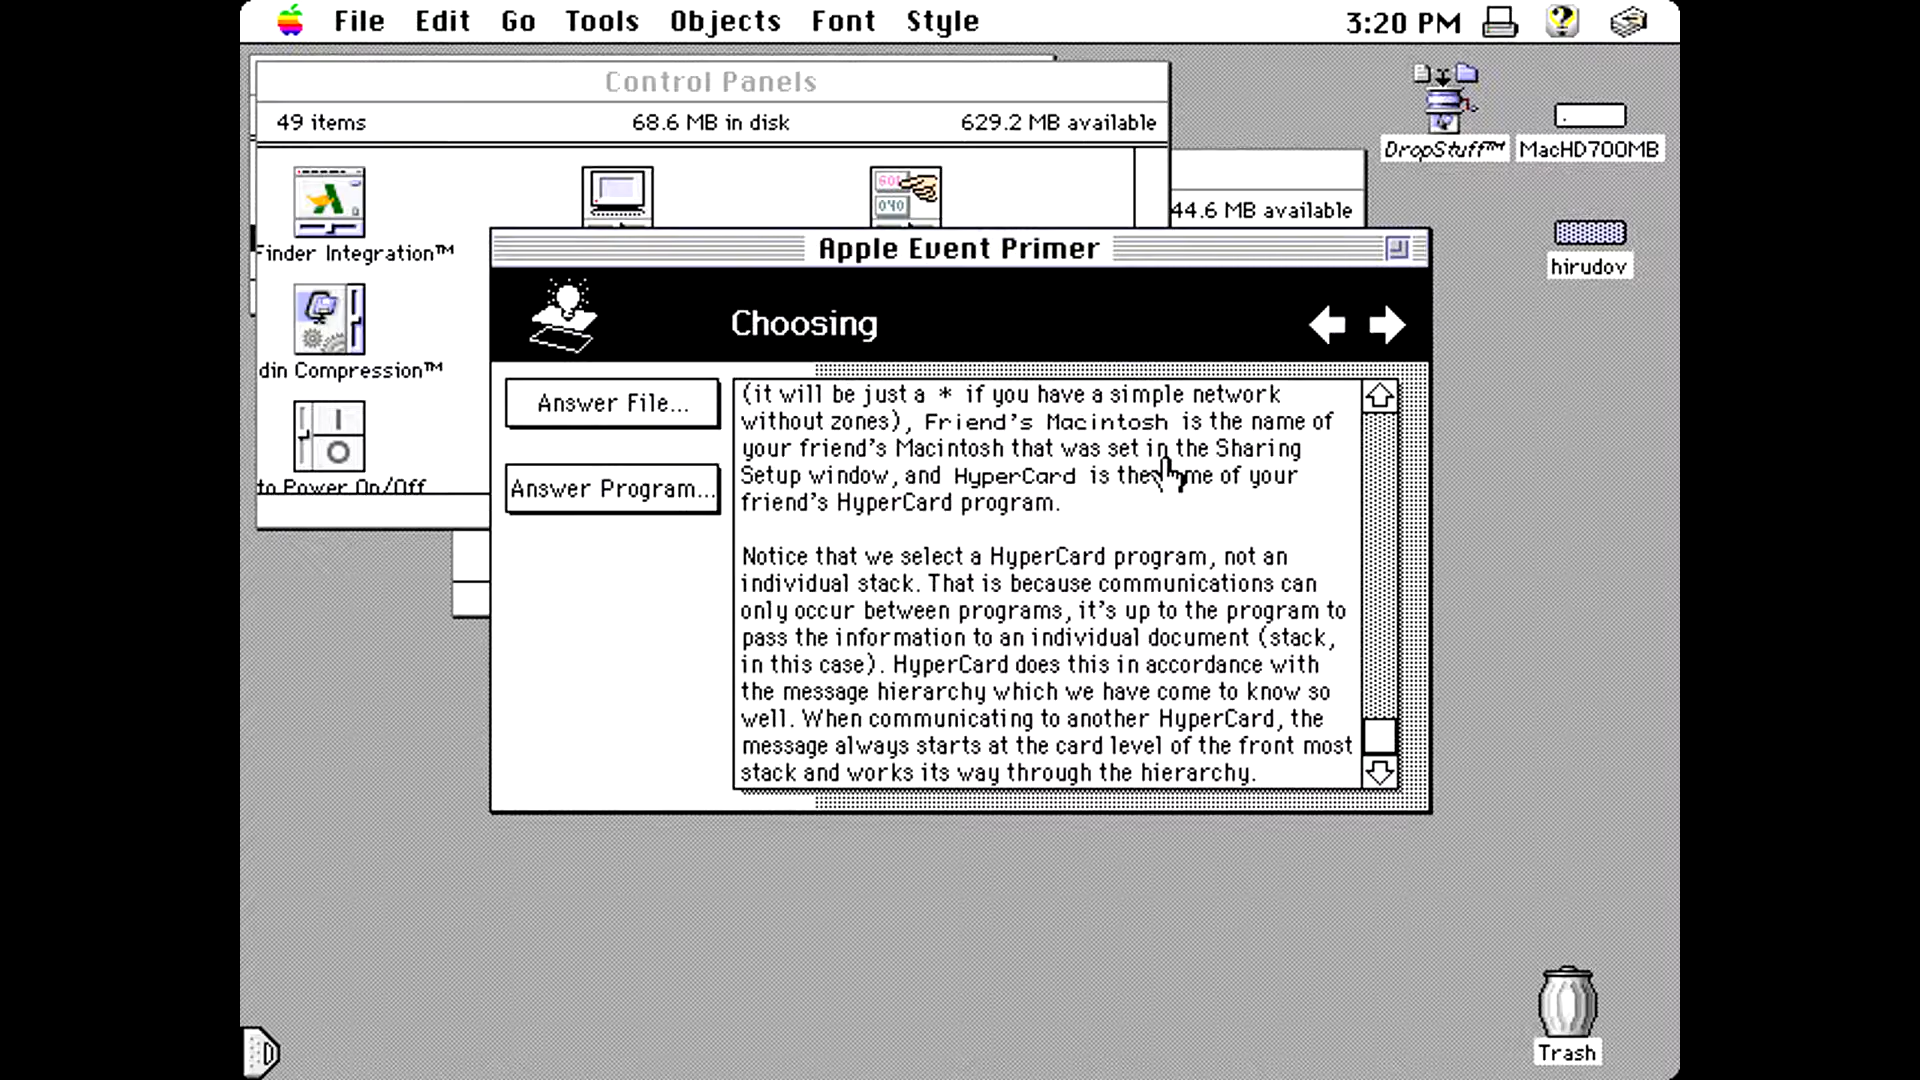 File Edit Go Tools Objects Font Style 3:20 PM
Control Panels
49 items 68.6 MB in disk 629.2 MB available
DropStuff™ MacHD700MB
44.6 MB available
Finder Integration™
hirudov
Apple Event Primer
Choosing
din Compression™
to Power On/Off
Answer File...
Answer Program...
(it will be just a * if you have a simple network
without zones), Friend's Macintosh is the name of
your friend's Macintosh that was set in the Sharing
Setup window, and HyperCard is the me of your
friend's HyperCard program.
Notice that we select a HyperCard program, not an
individual stack. That is because communications can
only occur between programs, it's up to the program to
pass the information to an individual document (stack,
in this case). HyperCard does this in accordance with
the message hierarchy which we have come to know so
well. When communicating to another HyperCard, the
message always starts at the card level of the front most
stack and works its way through the hierarchy.
Trash